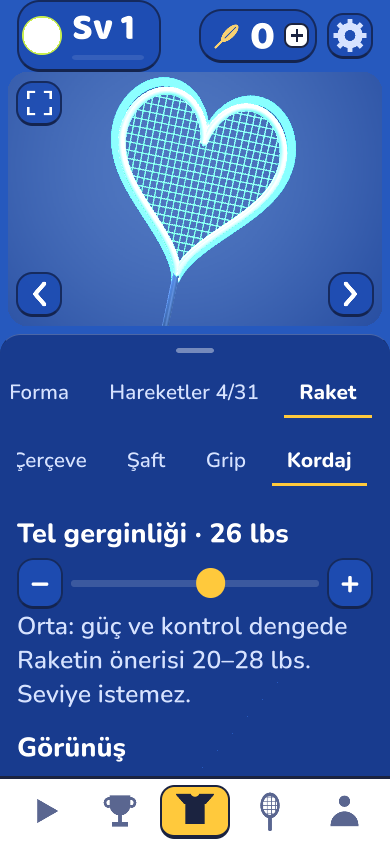 Sv 1
0
Forma
Hareketler 4/31
Raket
Çerçeve
Şaft
Grip
Kordaj
Tel gerginliği · 26 lbs
Orta: güç ve kontrol dengede
Raketin önerisi 20–28 lbs.
Seviye istemez.
Görünüş